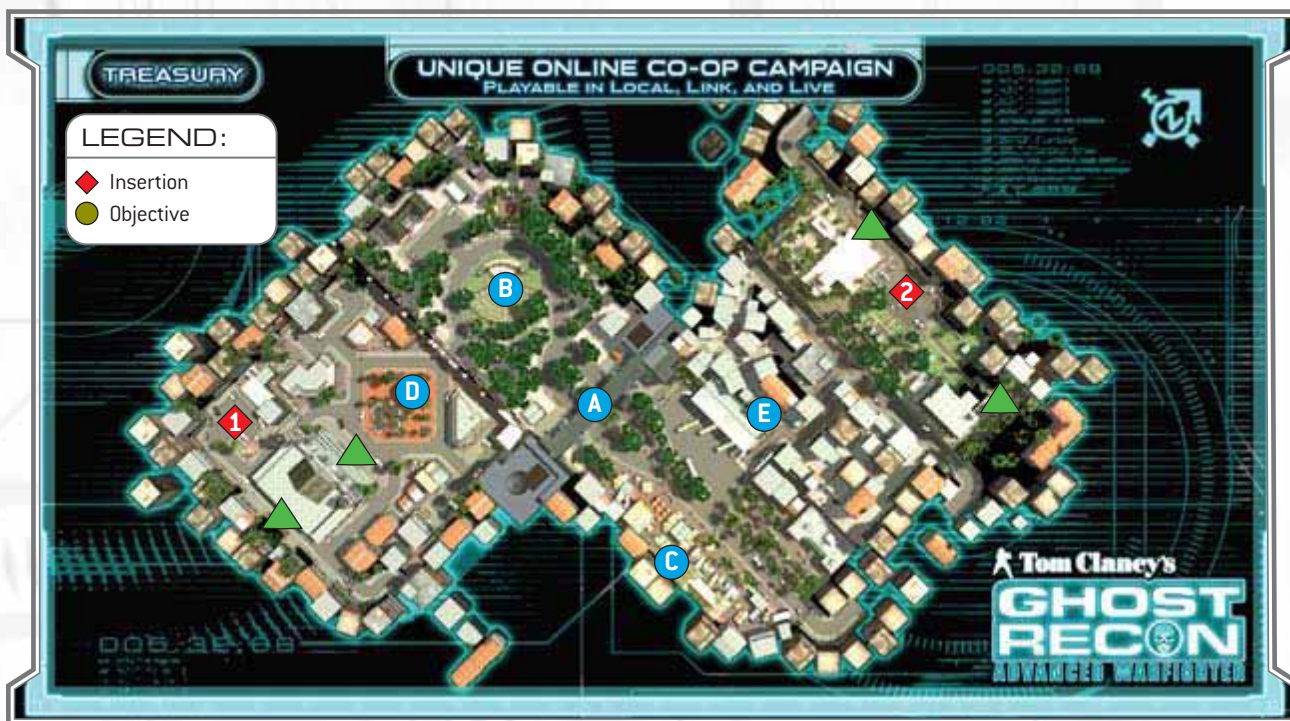 TREASURY
UNIQUE ONLINE CO-OP CAMPAIGN
PLAYABLE IN LOCAL, LINK, AND LIVE
LEGEND:
Insertion
Objective
2
B
D
A
E
1
C
Tom Clancy's
GHOST
RECON
ADVANCED WARFIGHTER